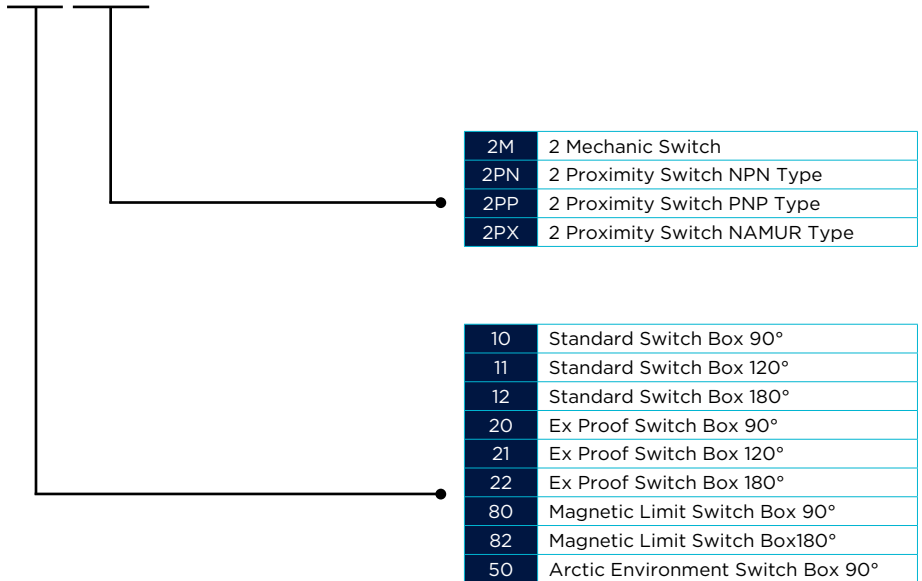 2M 2 Mechanic Switch
2PN 2 Proximity Switch NPN Type
2PP 2 Proximity Switch PNP Type
2PX 2 Proximity Switch NAMUR Type
10 Standard Switch Box 90°
11 Standard Switch Box 120°
12 Standard Switch Box 180°
20 Ex Proof Switch Box 90°
21 Ex Proof Switch Box 120°
22 Ex Proof Switch Box 180°
80 Magnetic Limit Switch Box 90°
82 Magnetic Limit Switch Box180°
50 Arctic Environment Switch Box 90°